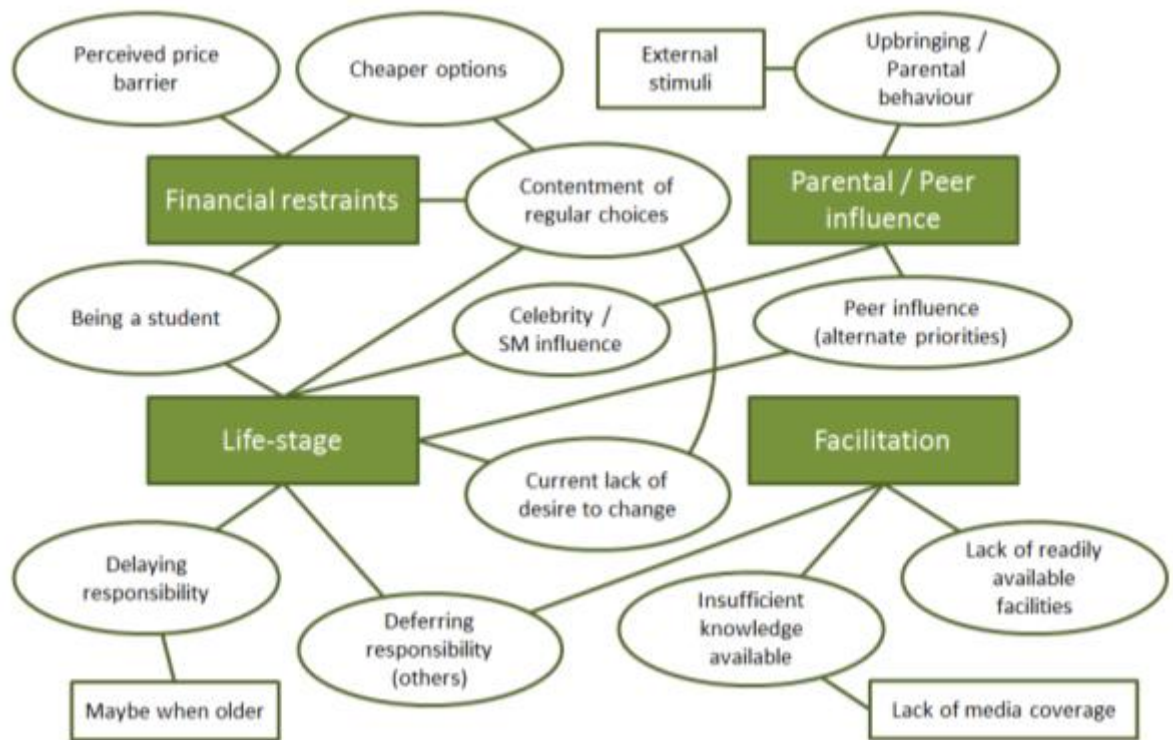 Perceived price
barrier
Cheaper options
External
stimuli
Upbringing /
Parental
behaviour
Financial restraints
Contentment of
regular choices
Parental / Peer
influence
Being a student
Celebrity /
SM influence
Peer influence
(alternate priorities)
Life-stage
Facilitation
Current lack of
desire to change
Delaying
responsibility
Deferring
responsibility
(others)
Insufficient
knowledge
available
Lack of readily
available
facilities
Maybe when older
Lack of media coverage